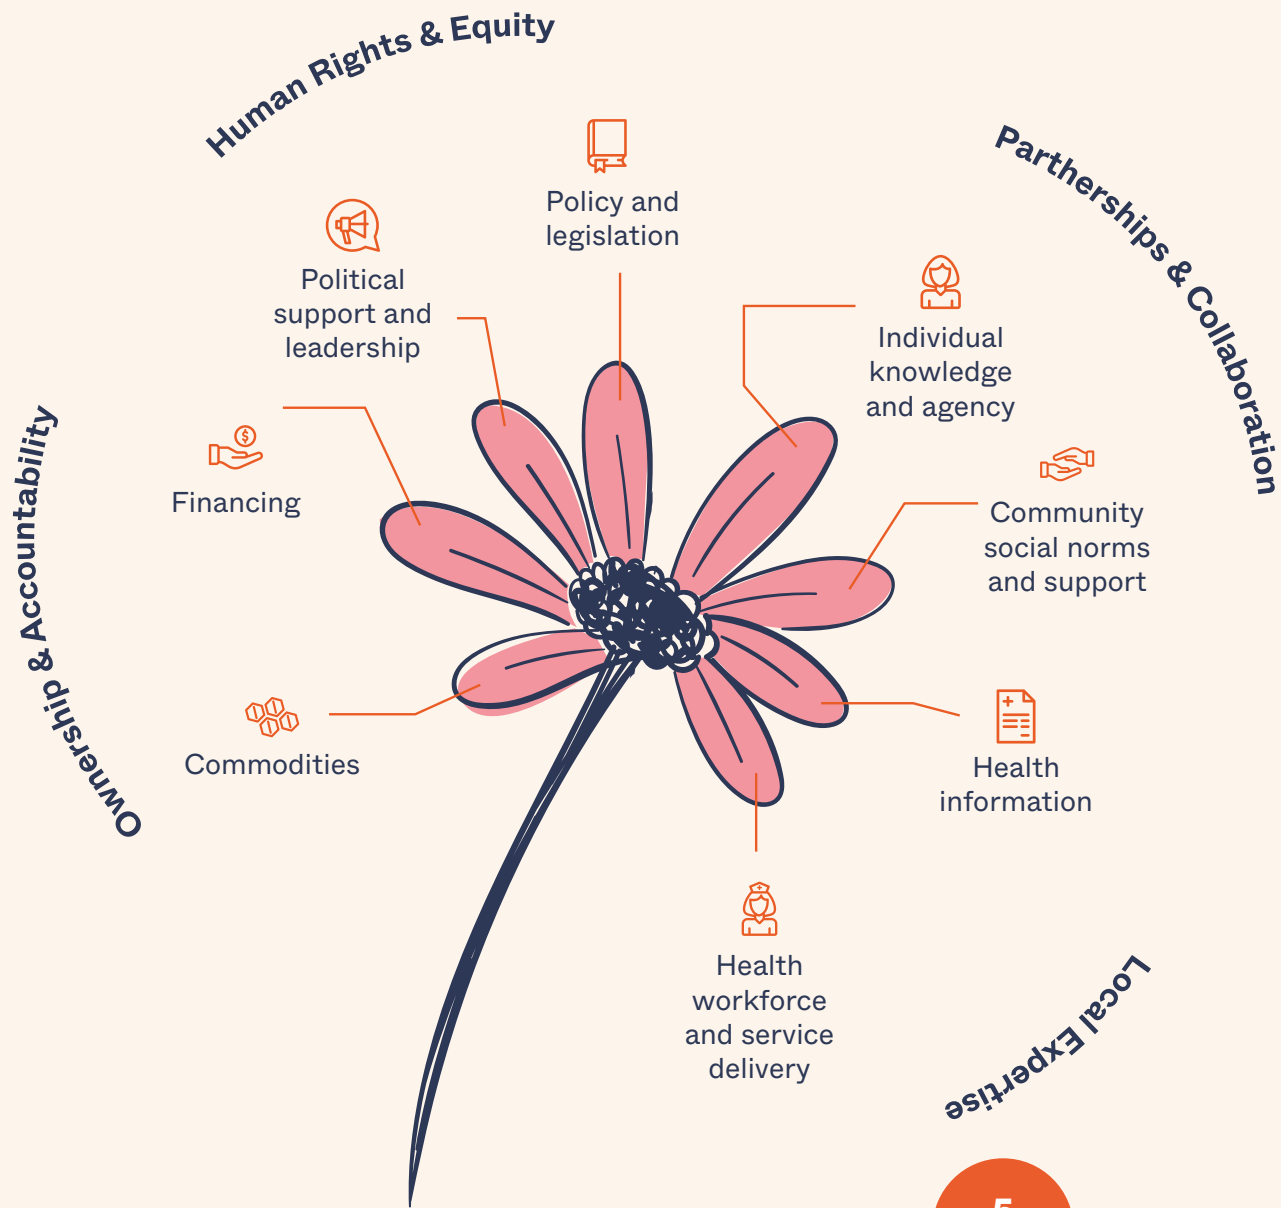 Human Rights & Equity
Partherships & Collaboration
Policy and
legislation
Political
support and
leadership
Individual
knowledge
and agency
Ownership & Accountability
Financing
$
Community
social norms
and support
Commodities
Health
information
Health
workforce
and service
delivery
Local Expertise
5